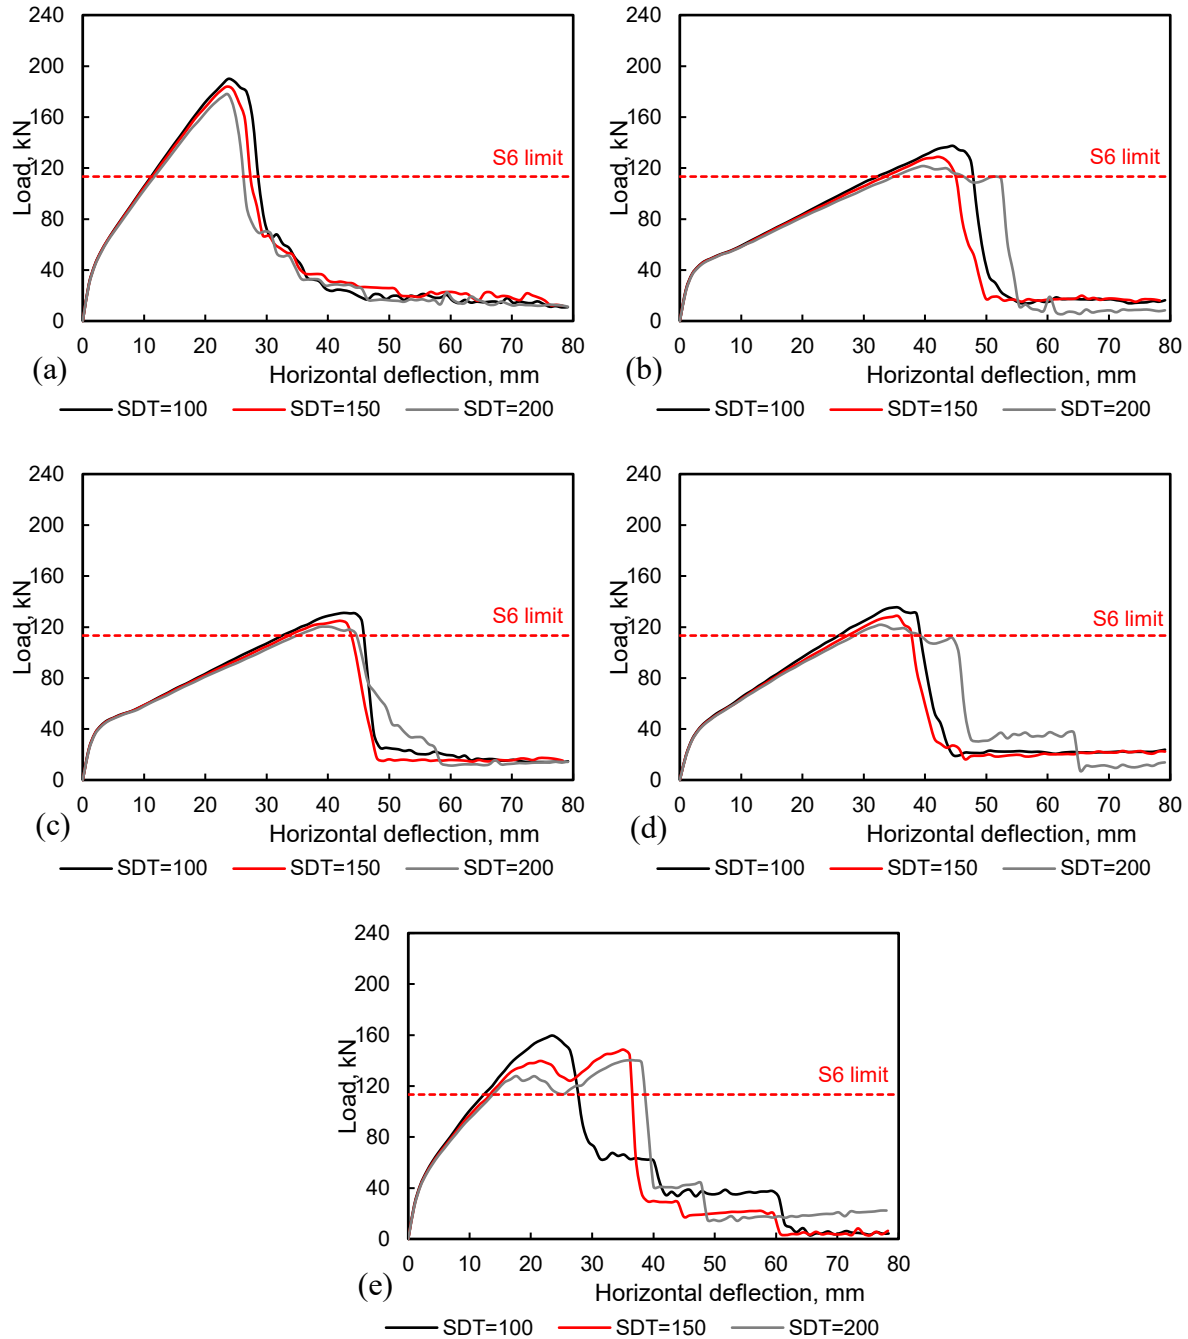 240
200
160
120
80
40
0
Load, kN
S6 limit
0 10 20 30 40 50 60 70 80
(a)
Horizontal deflection, mm
SDT=100 SDT=150 SDT=200
240
200
160
120
80
40
0
Load, kN
S6 limit
0 10 20 30 40 50 60 70 80
(b)
Horizontal deflection, mm
SDT=100 SDT=150 SDT=200
240
200
160
120
80
40
0
Load, kN
S6 limit
0 10 20 30 40 50 60 70 80
(c)
Horizontal deflection, mm
SDT=100 SDT=150 SDT=200
240
200
160
120
80
40
0
Load, kN
S6 limit
0 10 20 30 40 50 60 70 80
(d)
Horizontal deflection, mm
SDT=100 SDT=150 SDT=200
240
200
160
120
80
40
0
Load, kN
S6 limit
0 10 20 30 40 50 60 70 80
(e)
Horizontal deflection, mm
SDT=100 SDT=150 SDT=200